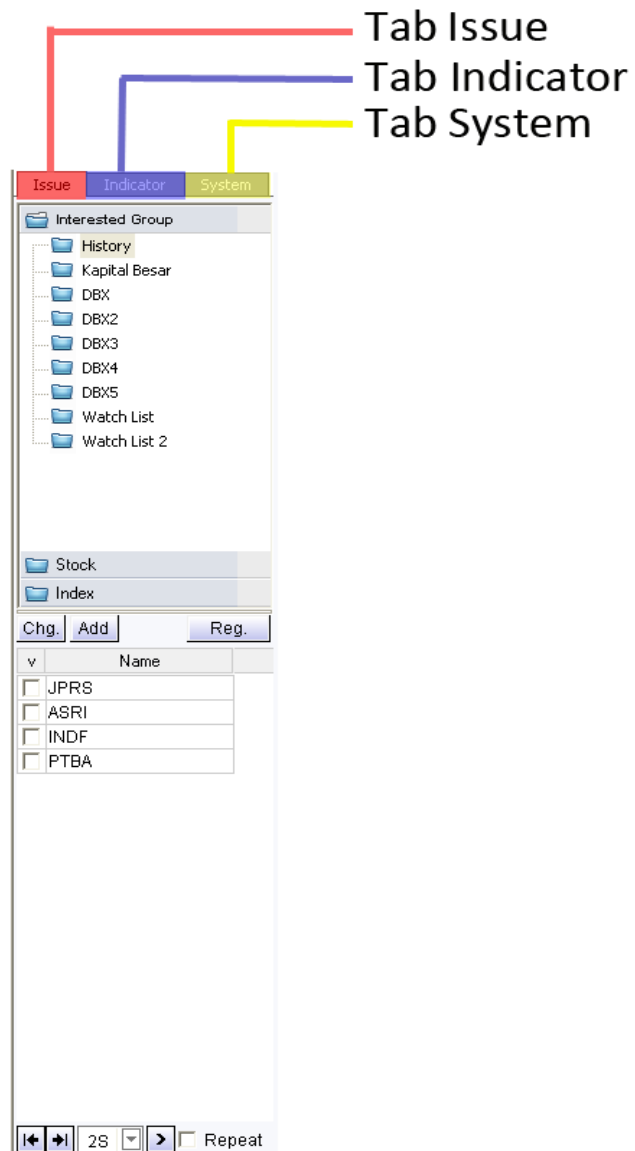 Tab Issue
Tab Indicator
Tab System
Issue Indicator System
Interested Group
History
Kapital Besar
DBX
DBX2
DBX3
DBX4
DBX5
Watch List
Watch List 2
Stock
Index
Chg. Add Reg.
v Name
JPRS
ASRI
INDF
PTBA
2S Repeat